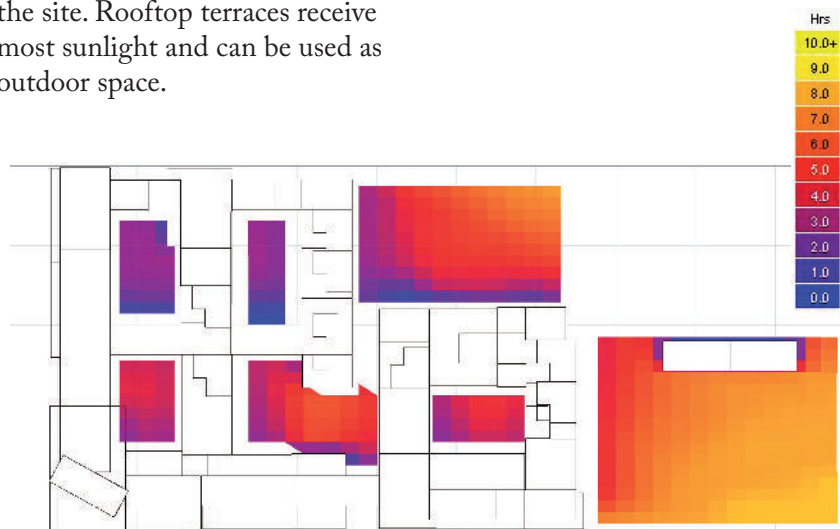 the site. Rooftop terraces receive
most sunlight and can be used as
outdoor space.
Hrs
10.0+
9.0
8.0
7.0
6.0
5.0
4.0
3.0
2.0
1.0
0.0